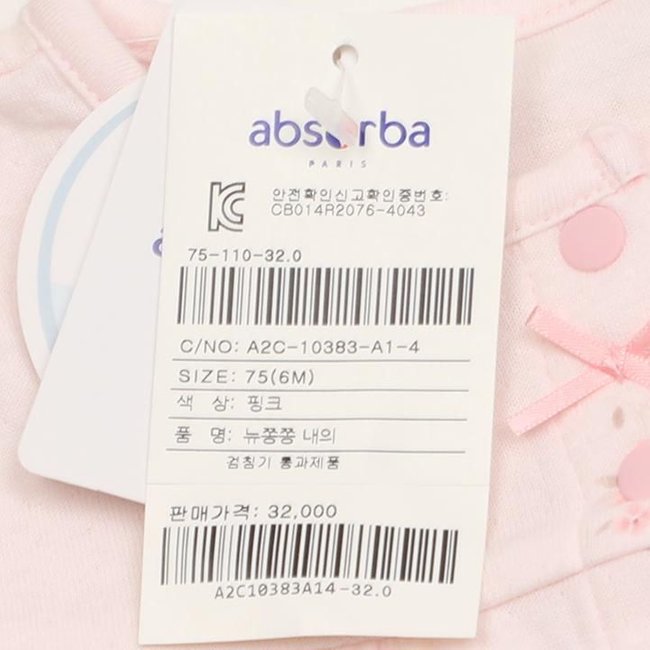 absorba
PARIS
안전확인신고확인증번호:
CB014R2076-4043
75-110-32.0
C/NO: A2C-10383-A1-4
SIZE: 75(6M)
색 상: 핑크
품 명: 뉴쫑쫑 내의
검침기 통과제품
판매가격: 32,000
A2C10383A14-32.0